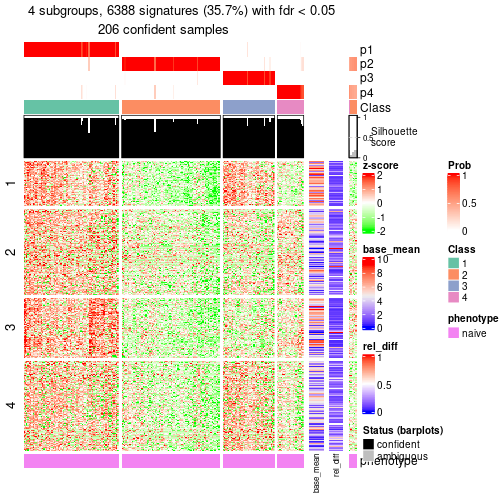 4 subgroups, 6388 signatures (35.7%) with fdr < 0.05
206 confident samples
p1
p2
p3
p4
Class
1
0.5
0
Silhouette
score
1
2
3
4
z-score
2
1
0
-1
-2
Prob
1
0.5
0
base_mean
10
8
6
4
2
0
Class
1
2
3
4
phenotype
naive
rel_diff
1
0.5
0
Status (barplots)
confident
ambiguous
phenotype
base_mean
rel_diff